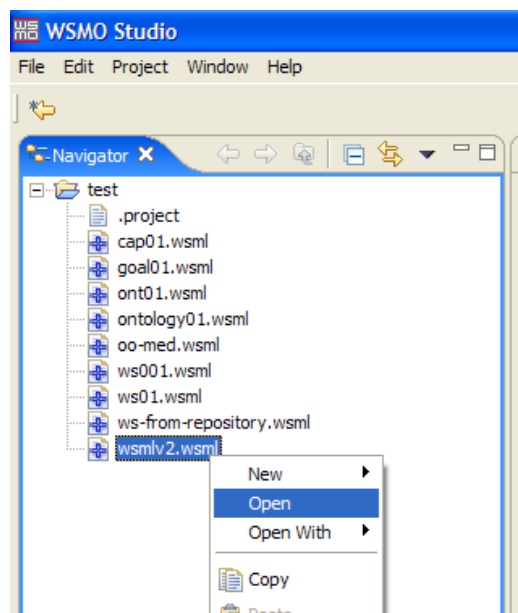 WSMO Studio
File Edit Project Window Help
Navigator
test
.project
cap01.wsml
goal01.wsml
ont01.wsml
ontology01.wsml
oo-med.wsml
ws001.wsml
ws01.wsml
ws-from-repository.wsml
wsmlv2.wsml
New
Open
Open With
Copy